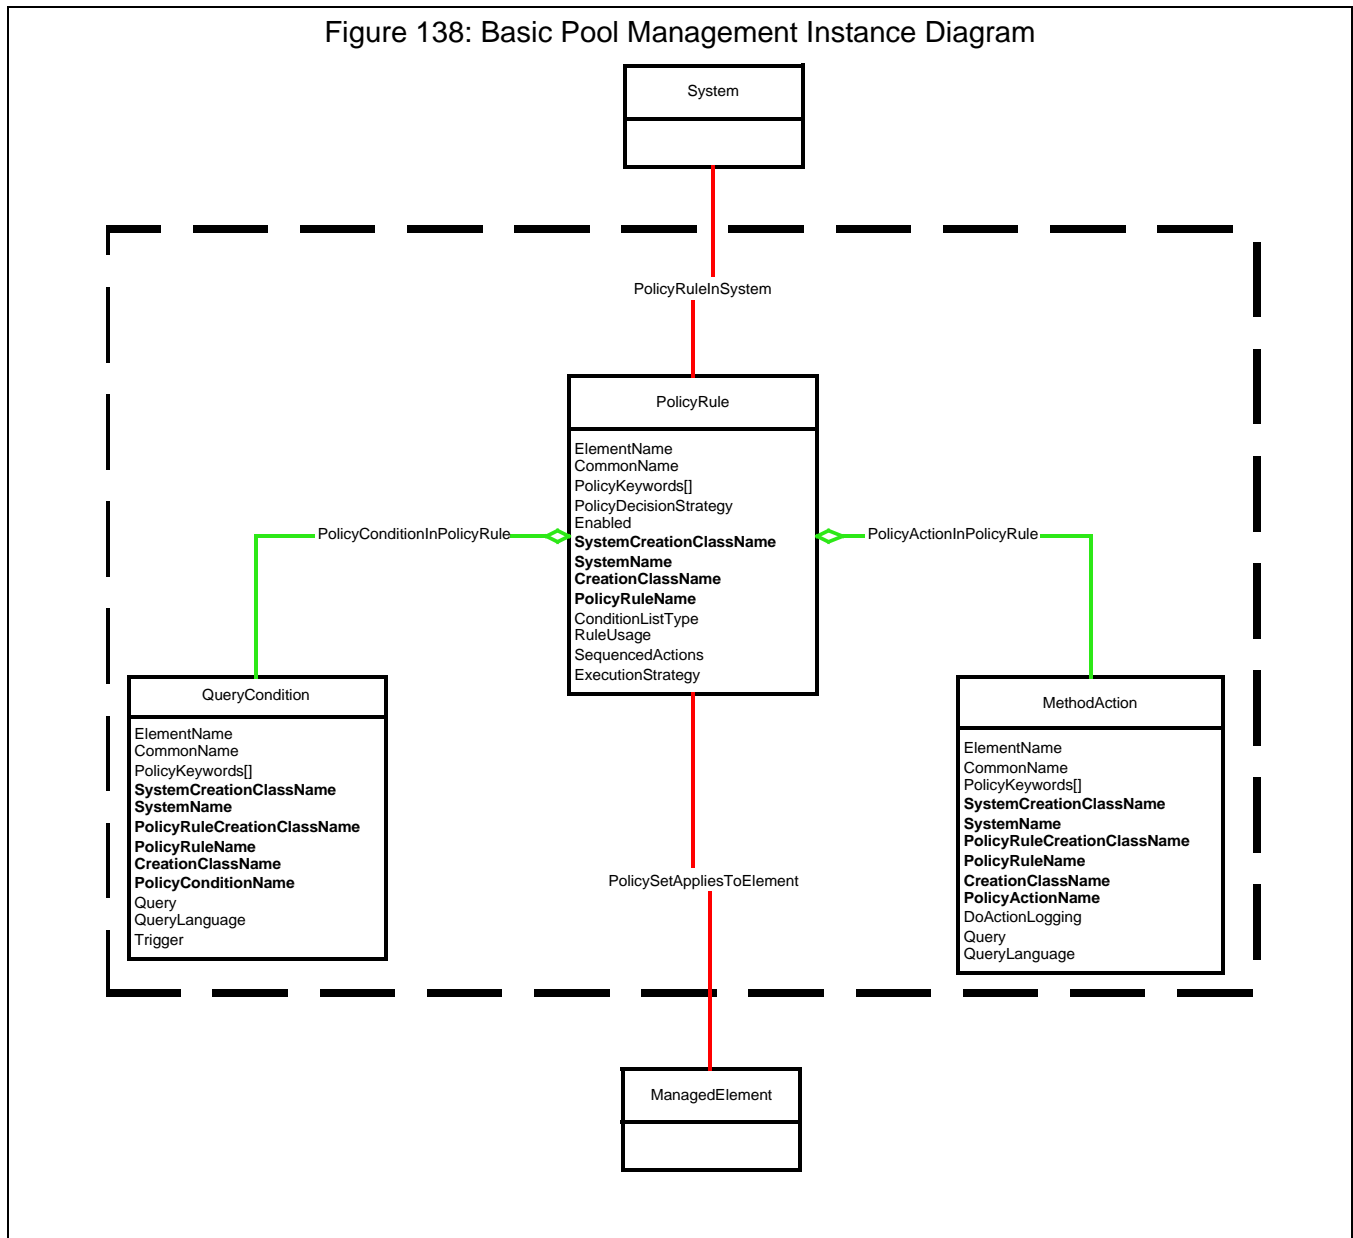 Figure 138: Basic Pool Management Instance Diagram
System
PolicyRuleInSystem
PolicyRule
ElementName
CommonName
PolicyKeywords[]
PolicyDecisionStrategy
Enabled
SystemCreationClassName
SystemName
CreationClassName
PolicyRuleName
ConditionListType
RuleUsage
SequencedActions
ExecutionStrategy
PolicyConditionInPolicyRule
PolicyActionInPolicyRule
QueryCondition
ElementName
CommonName
PolicyKeywords[]
SystemCreationClassName
SystemName
PolicyRuleCreationClassName
PolicyRuleName
CreationClassName
PolicyConditionName
Query
QueryLanguage
Trigger
MethodAction
ElementName
CommonName
PolicyKeywords[]
SystemCreationClassName
SystemName
PolicyRuleCreationClassName
PolicyRuleName
CreationClassName
PolicyActionName
DoActionLogging
Query
QueryLanguage
PolicySetAppliesToElement
ManagedElement